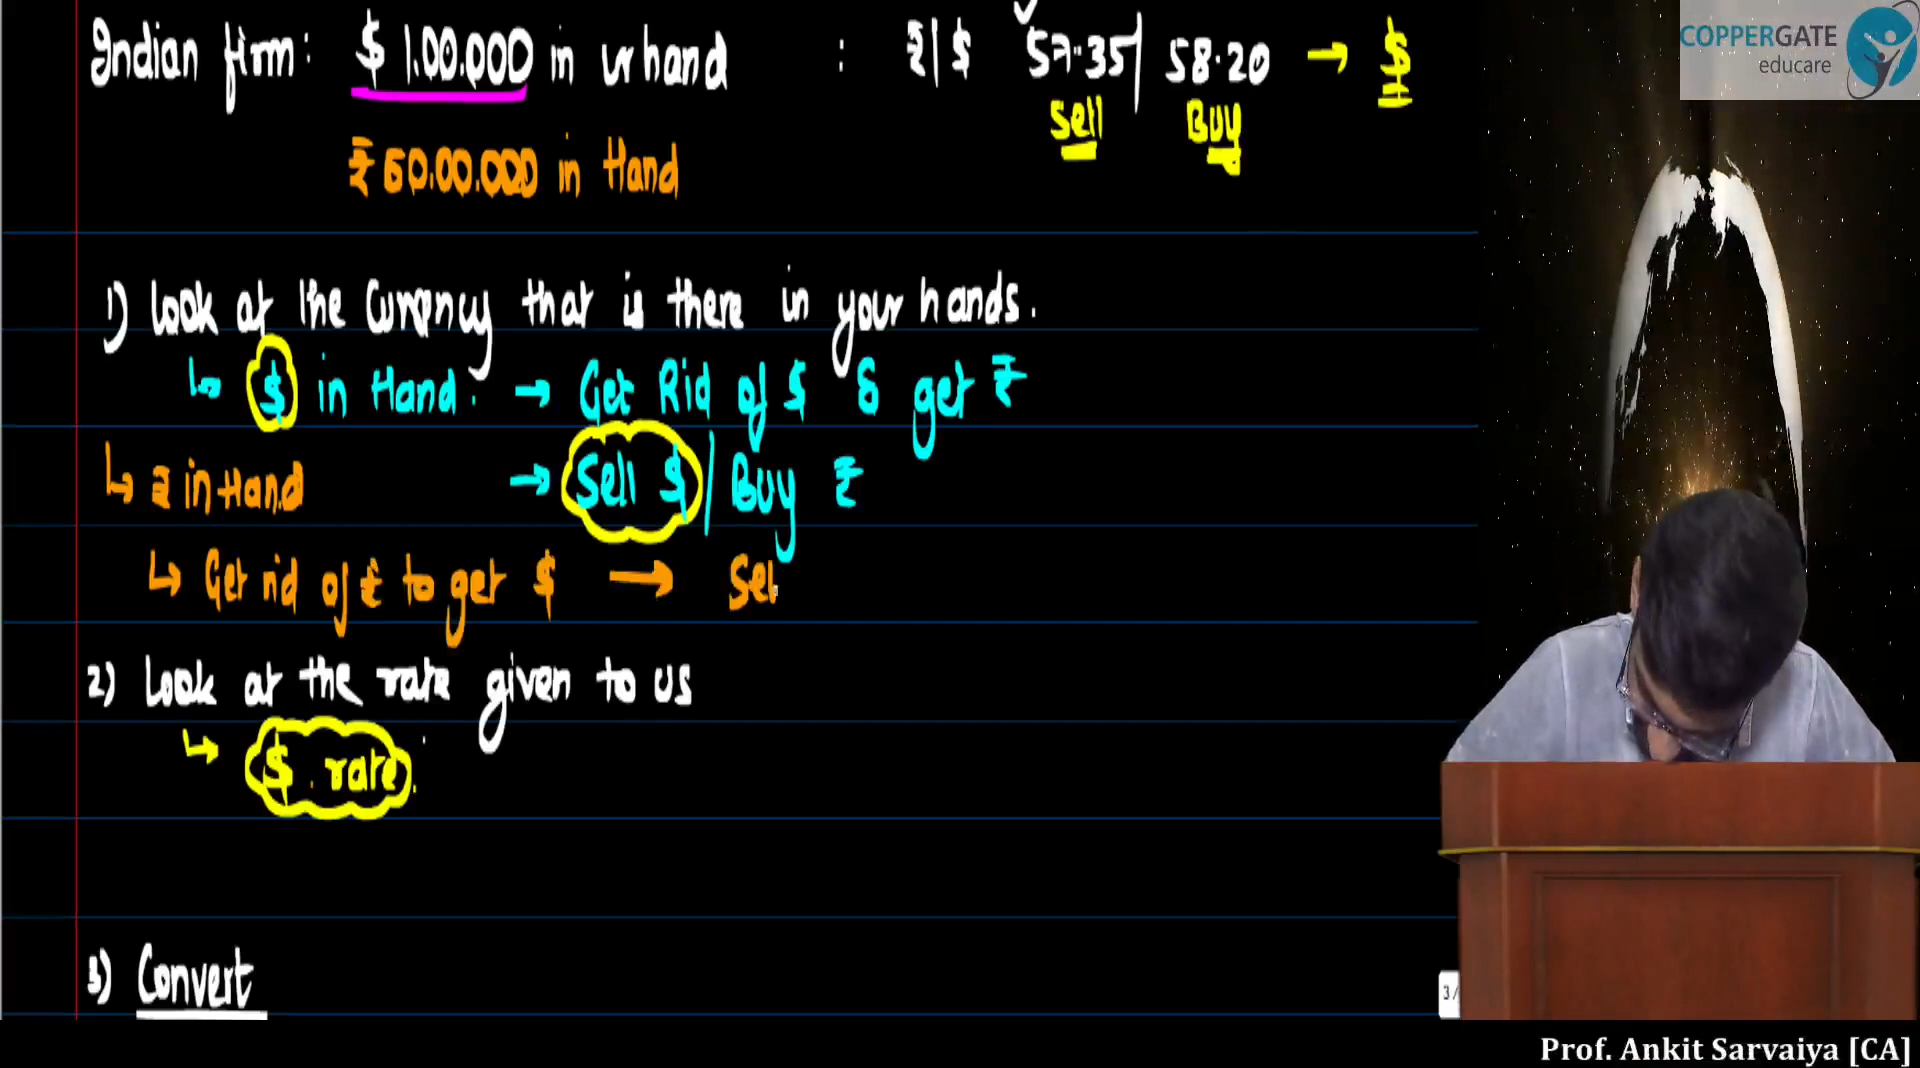 Indian firm: $ 1.00.000 in ur hand : ₹|$ 57.35| 58.20 → $
Sell Buy
₹ 60.00.000 in Hand
1) Look at the Currency that is there in your hands.
↳ $ in Hand. → Get Rid of $ & get ₹
↳ ₹ in Hand → Sell $ | Buy ₹
↳ Get rid of ₹ to get $ → Sel
2) Look at the rate given to us
↳ $ rate.
3) Convert
3/
COPPERGATE
educare
Prof. Ankit Sarvaiya [CA]